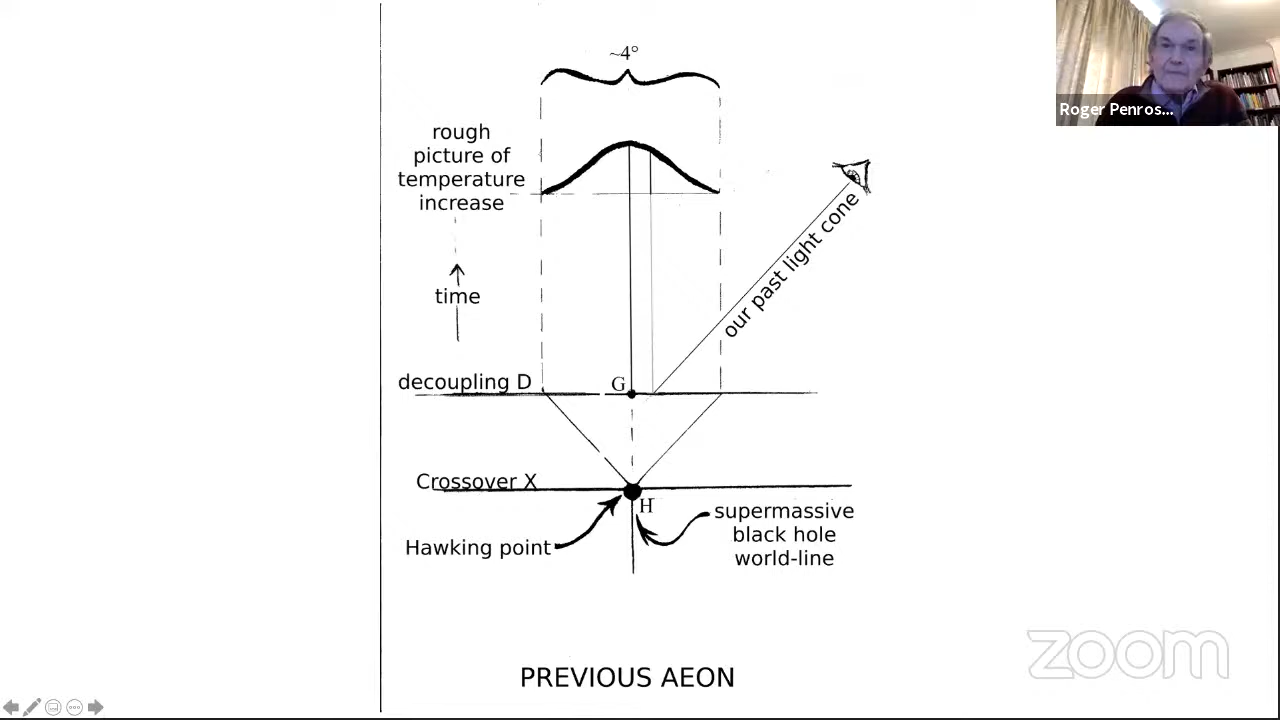 ~4°
Roger Penros...
rough
picture of
temperature
increase
time
our past light cone
decoupling D
G
Crossover X
H
Hawking point
supermassive
black hole
world-line
PREVIOUS AEON
zoom